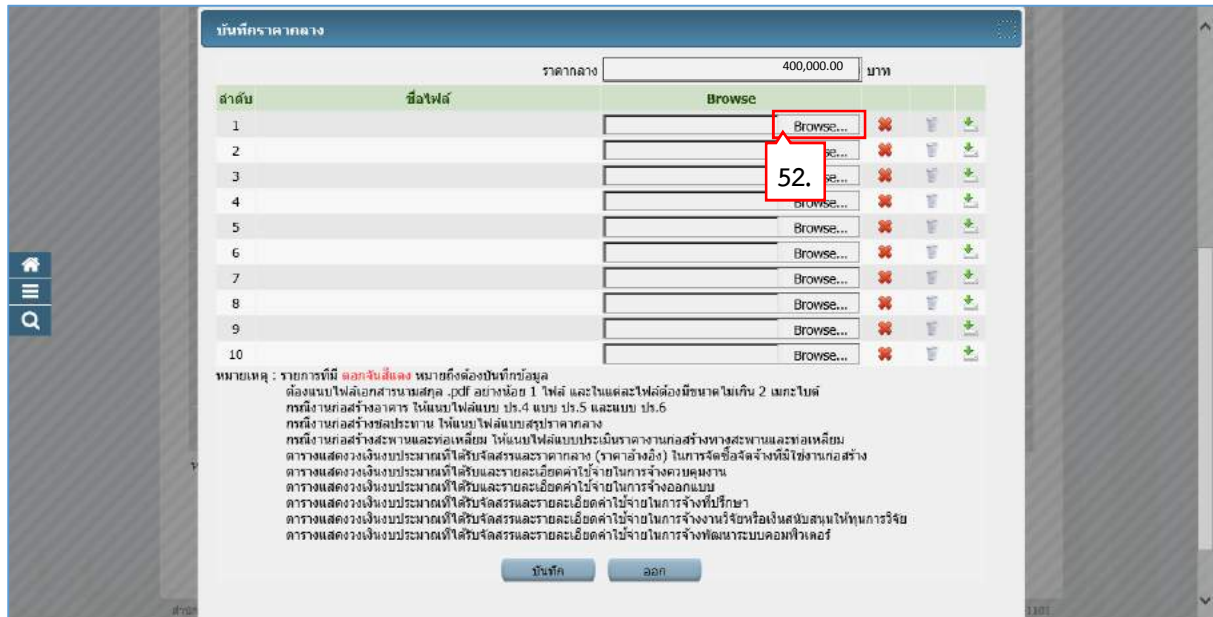 บันทึกราคากลาง
ราคากลาง 400,000.00 บาท
ลำดับ ชื่อไฟล์ Browse
1 Browse...
2 se...
3 se...
52.
4 Browse...
5 Browse...
6 Browse...
7 Browse...
8 Browse...
9 Browse...
10 Browse...
หมายเหตุ : รายการที่มี ดอกจันสีแดง หมายถึงต้องบันทึกข้อมูล
ต้องแนบไฟล์เอกสารนามสกุล .pdf อย่างน้อย 1 ไฟล์ และในแต่ละไฟล์ต้องมีขนาดไม่เกิน 2 เมกะไบต์
กรณีงานก่อสร้างอาคาร ให้แนบไฟล์แบบ ปร.4 แบบ ปร.5 และแบบ ปร.6
กรณีงานก่อสร้างชลประทาน ให้แนบไฟล์แบบสรุปราคากลาง
กรณีงานก่อสร้างสะพานและท่อเหลี่ยม ให้แนบไฟล์แบบประเมินราคางานก่อสร้างทางสะพานและท่อเหลี่ยม
ตารางแสดงวงเงินงบประมาณที่ได้รับจัดสรรและราคากลาง (ราคาอ้างอิง) ในการจัดซื้อจัดจ้างที่มิใช่งานก่อสร้าง
ตารางแสดงวงเงินงบประมาณที่ได้รับและรายละเอียดค่าใช้จ่ายในการจ้างควบคุมงาน
ตารางแสดงวงเงินงบประมาณที่ได้รับและรายละเอียดค่าใช้จ่ายในการจ้างออกแบบ
ตารางแสดงวงเงินงบประมาณที่ได้รับจัดสรรและรายละเอียดค่าใช้จ่ายในการจ้างที่ปรึกษา
ตารางแสดงวงเงินงบประมาณที่ได้รับจัดสรรและรายละเอียดค่าใช้จ่ายในการจ้างงานวิจัยหรือเงินสนับสนุนให้ทุนการวิจัย
ตารางแสดงวงเงินงบประมาณที่ได้รับจัดสรรและรายละเอียดค่าใช้จ่ายในการจ้างพัฒนาระบบคอมพิวเตอร์
บันทึก ออก